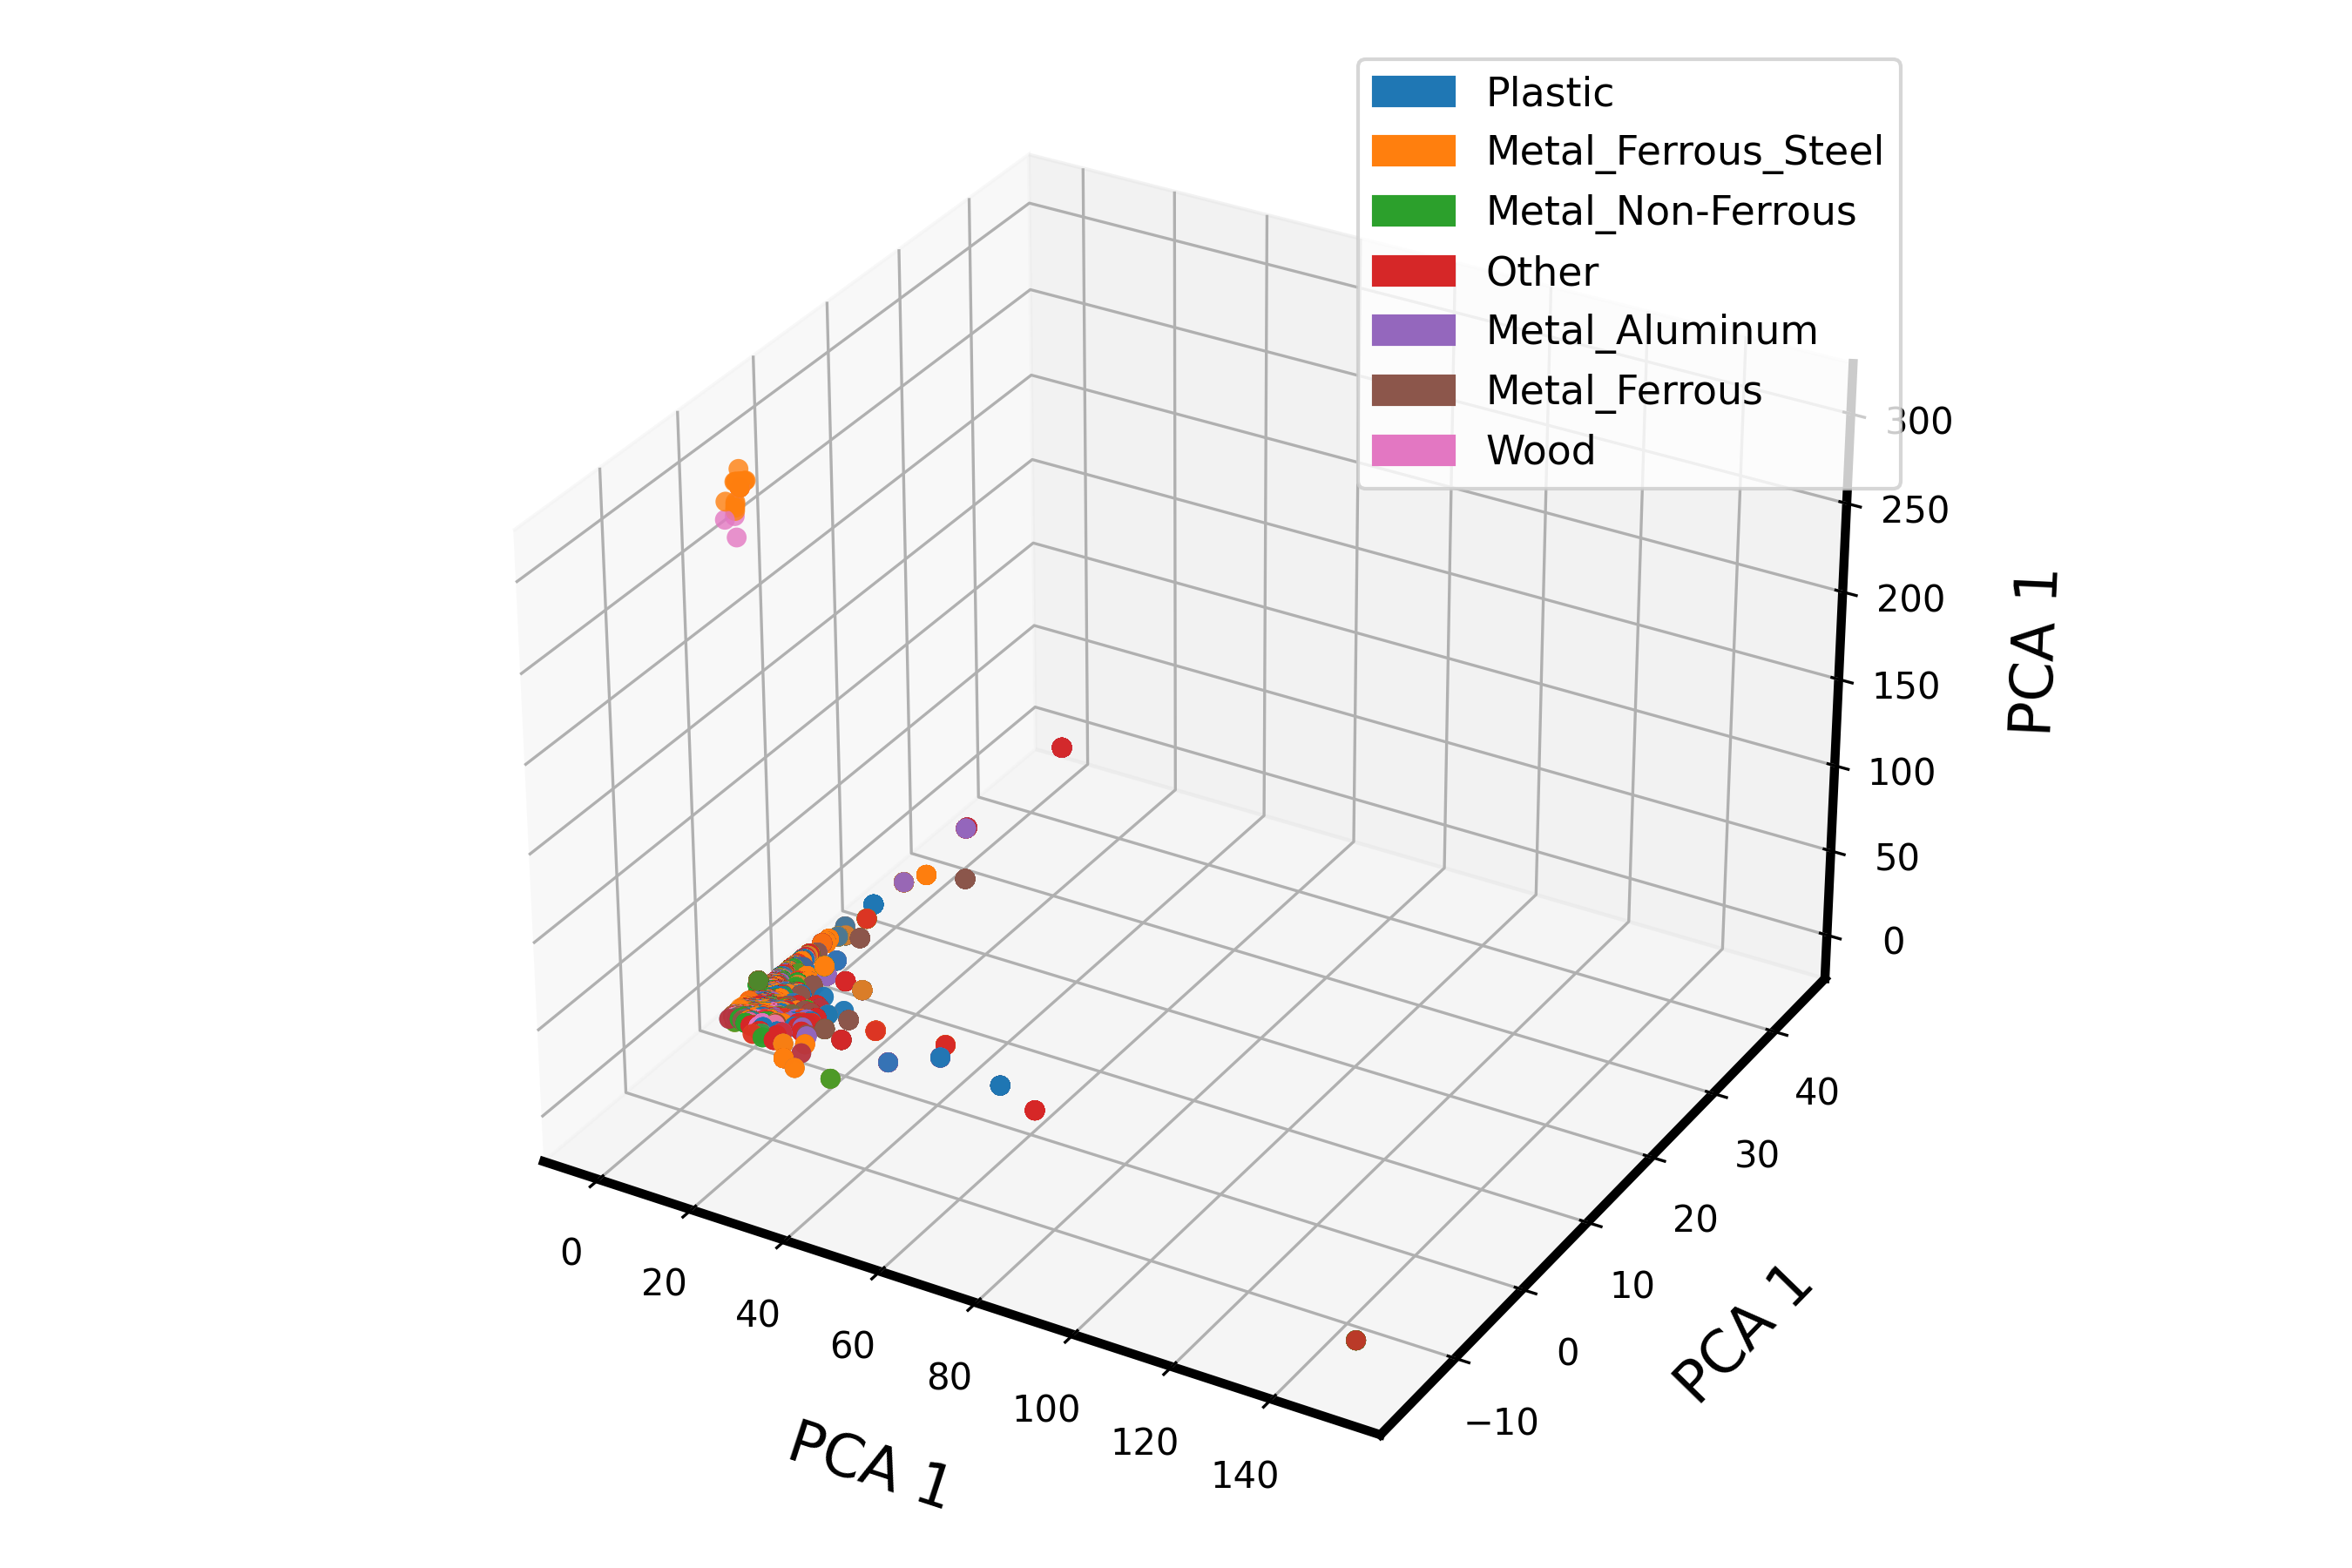 Plastic
Metal_Ferrous_Steel
Metal_Non-Ferrous
Other
Metal_Aluminum
Metal_Ferrous
Wood
300
250
200
150
100
50
0
PCA 1
40
30
20
10
0
−10
PCA 1
0
20
40
60
80
100
120
140
PCA 1